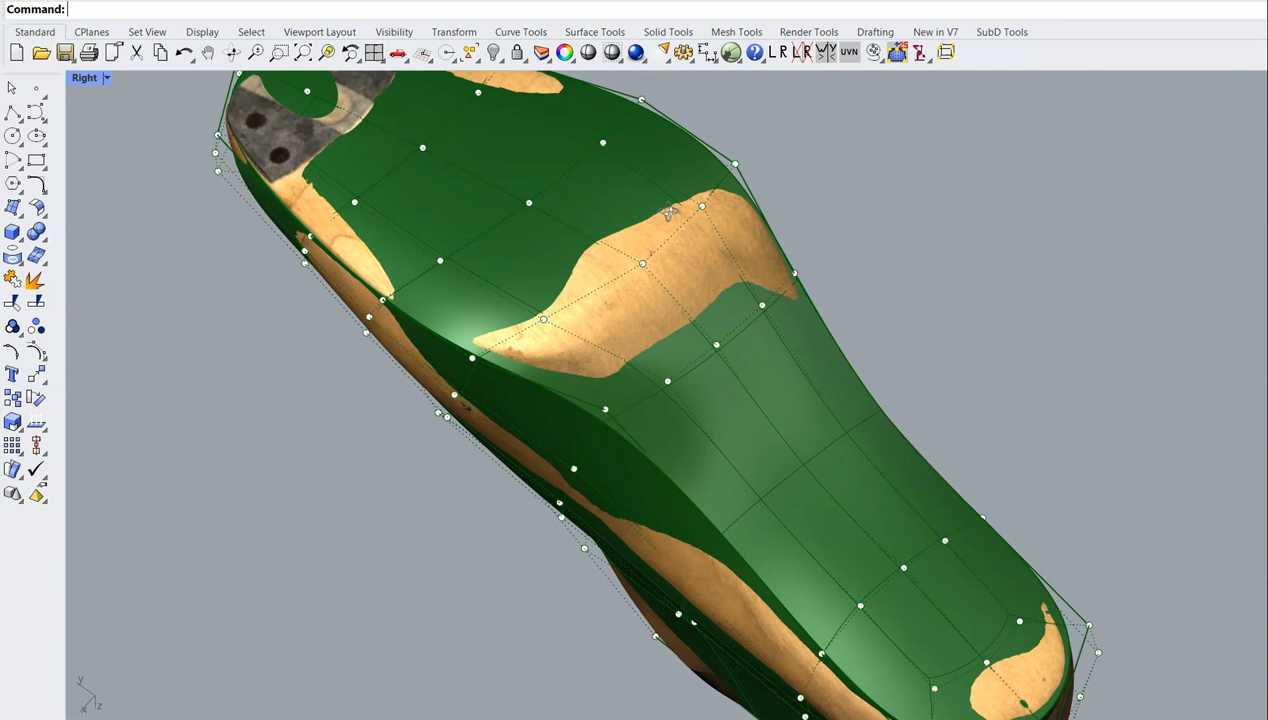 Command:
Standard CPlanes Set View Display Select Viewport Layout Visibility Transform Curve Tools Surface Tools Solid Tools Mesh Tools Render Tools Drafting New in V7 SubD Tools
L R L R UVN
Right
y
x z